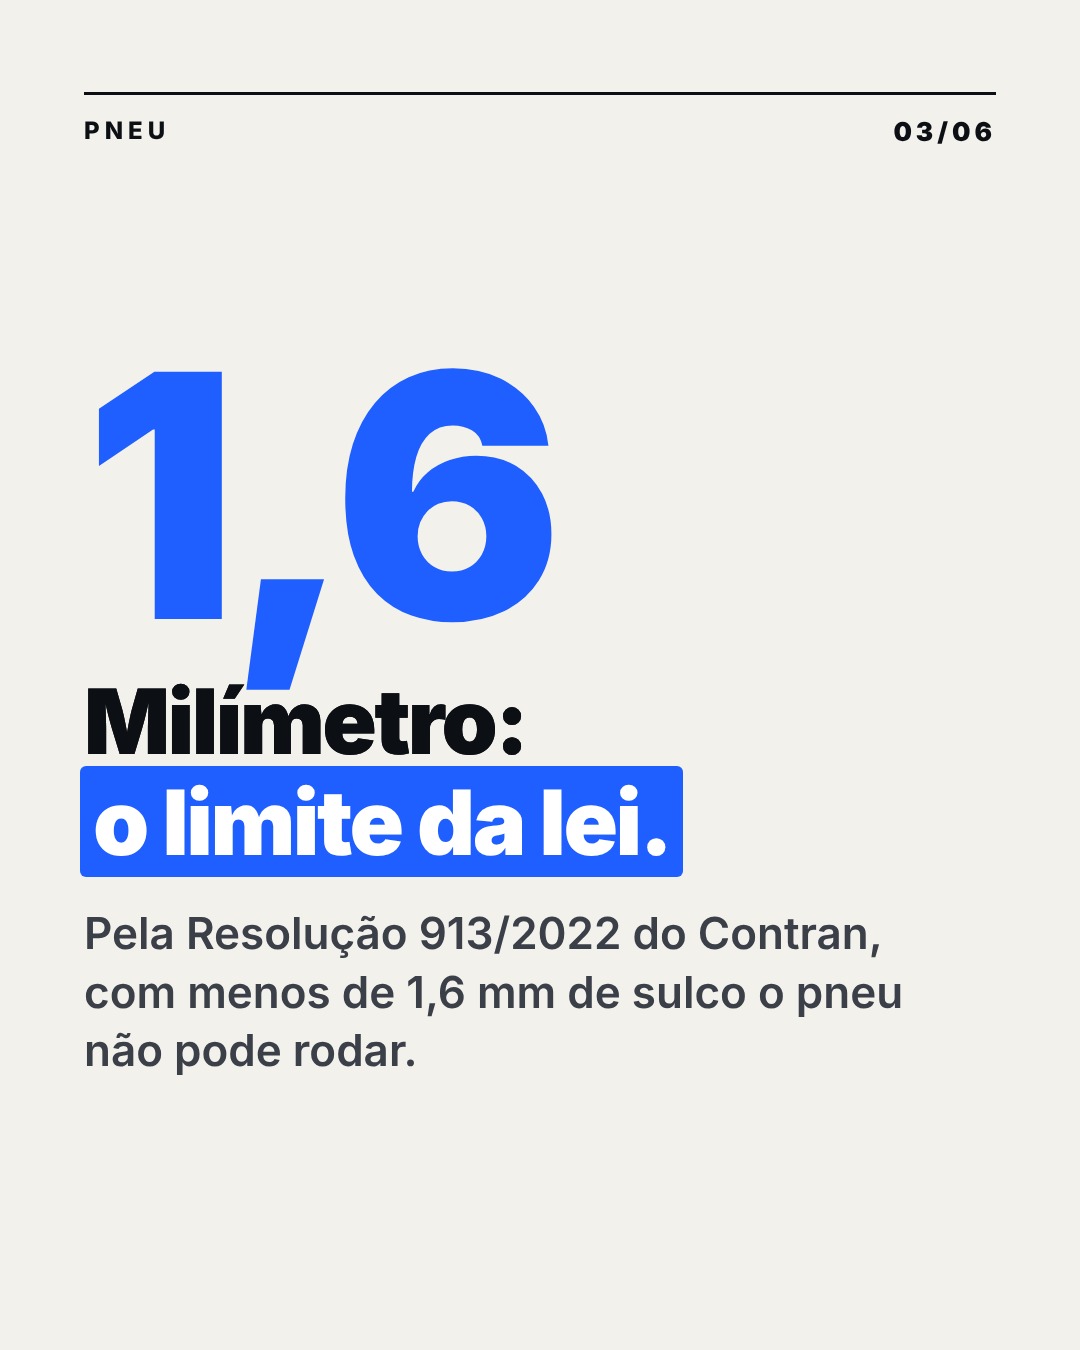 PNEU
03/06
1,6
Milímetro:
o limite da lei.
Pela Resolução 913/2022 do Contran,
com menos de 1,6 mm de sulco o pneu
não pode rodar.